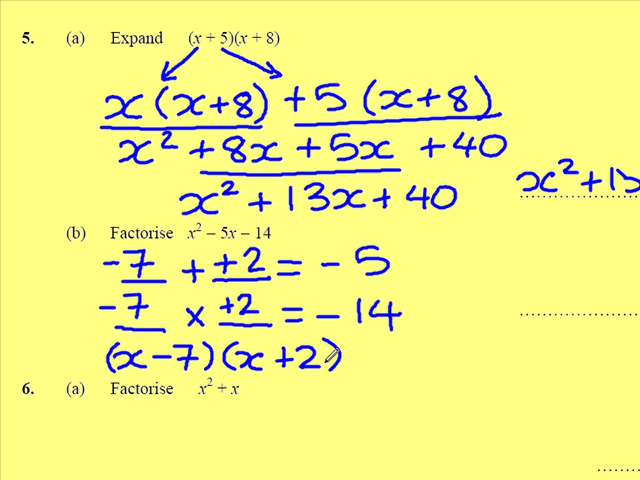 5. (a) Expand (x + 5)(x + 8)
x(x+8) +5(x+8)
x² +8x +5x +40
x² +13x +40
x² +13
(b) Factorise x² – 5x – 14
-7 + +2 = -5
-7 × +2 = -14
(x-7)(x+2)
6. (a) Factorise x² + x